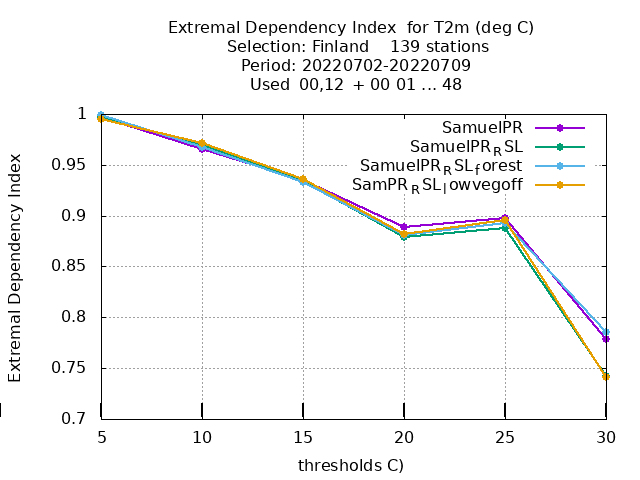 Extremal Dependency Index  for T2m (deg C)
Selection: Finland    139 stations
Period: 20220702-20220709
Used  00,12  + 00 01 ... 48
SamuelPR
SamuelPR_RSL
SamuelPR_RSL_forest
SamPR_RSL_lowvegoff
Extremal Dependency Index
1
0.95
0.9
0.85
0.8
0.75
0.7
5 10 15 20 25 30
thresholds C)